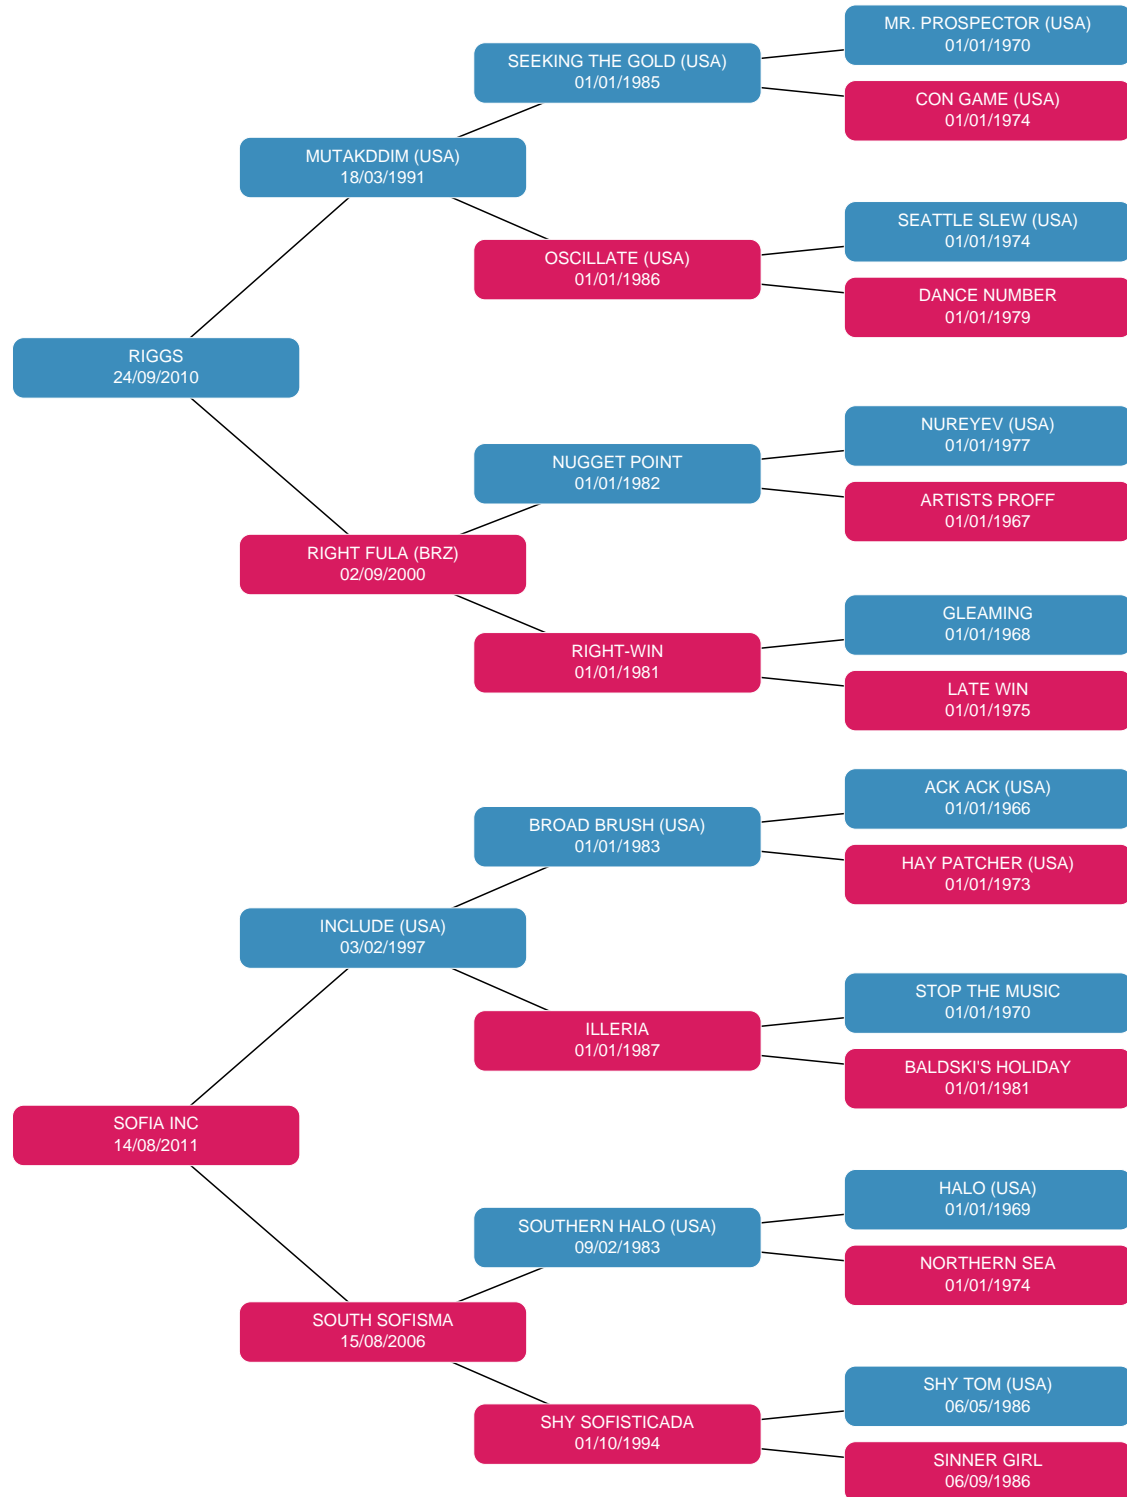 MR. PROSPECTOR (USA)
01/01/1970
SEEKING THE GOLD (USA)
01/01/1985
CON GAME (USA)
01/01/1974
MUTAKDDIM (USA)
18/03/1991
SEATTLE SLEW (USA)
01/01/1974
OSCILLATE (USA)
01/01/1986
DANCE NUMBER
01/01/1979
RIGGS
24/09/2010
NUREYEV (USA)
01/01/1977
NUGGET POINT
01/01/1982
ARTISTS PROFF
01/01/1967
RIGHT FULA (BRZ)
02/09/2000
GLEAMING
01/01/1968
RIGHT-WIN
01/01/1981
LATE WIN
01/01/1975
ACK ACK (USA)
01/01/1966
BROAD BRUSH (USA)
01/01/1983
HAY PATCHER (USA)
01/01/1973
INCLUDE (USA)
03/02/1997
STOP THE MUSIC
01/01/1970
ILLERIA
01/01/1987
BALDSKI'S HOLIDAY
01/01/1981
SOFIA INC
14/08/2011
HALO (USA)
01/01/1969
SOUTHERN HALO (USA)
09/02/1983
NORTHERN SEA
01/01/1974
SOUTH SOFISMA
15/08/2006
SHY TOM (USA)
06/05/1986
SHY SOFISTICADA
01/10/1994
SINNER GIRL
06/09/1986